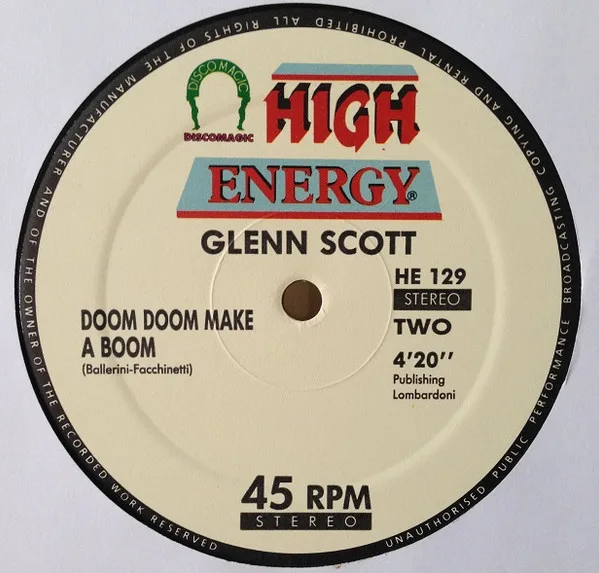 ALL RIGHTS OF THE MANUFACTURER AND OF THE OWNER OF THE RECORDED WORK RESERVED
UNAUTHORISED PUBLIC PERFORMANCE BROADCASTING COPYING AND RENTAL PROHIBITED
DISCOMAGIC
DISCOMAGIC
HIGH
ENERGY®
GLENN SCOTT
HE 129
STEREO
TWO
DOOM DOOM MAKE
A BOOM
(Ballerini-Facchinetti)
4'20''
Publishing
Lombardoni
45 RPM
STEREO